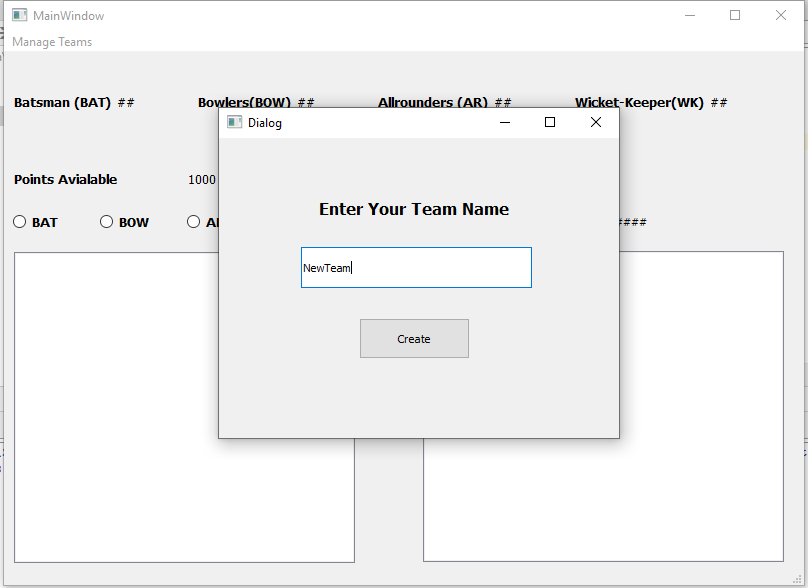 MainWindow
Manage Teams
Batsman (BAT) ## Bowlers(BOW) ## Allrounders (AR) ## Wicket-Keeper(WK) ##
Dialog
Points Avialable 1000
Enter Your Team Name
BAT BOW ####
NewTeam
Create